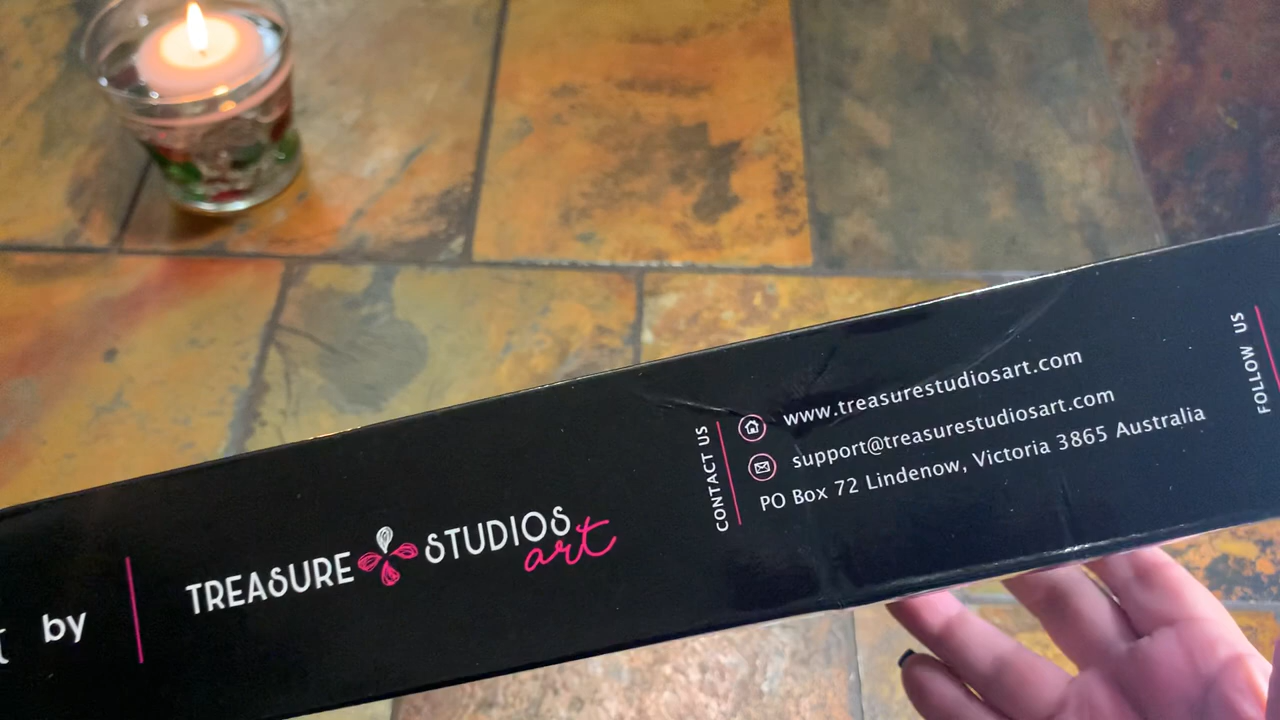 by
TREASURE STUDIOS
art
CONTACT US
www.treasurestudiosart.com
support@treasurestudiosart.com
PO Box 72 Lindenow, Victoria 3865 Australia
FOLLOW US